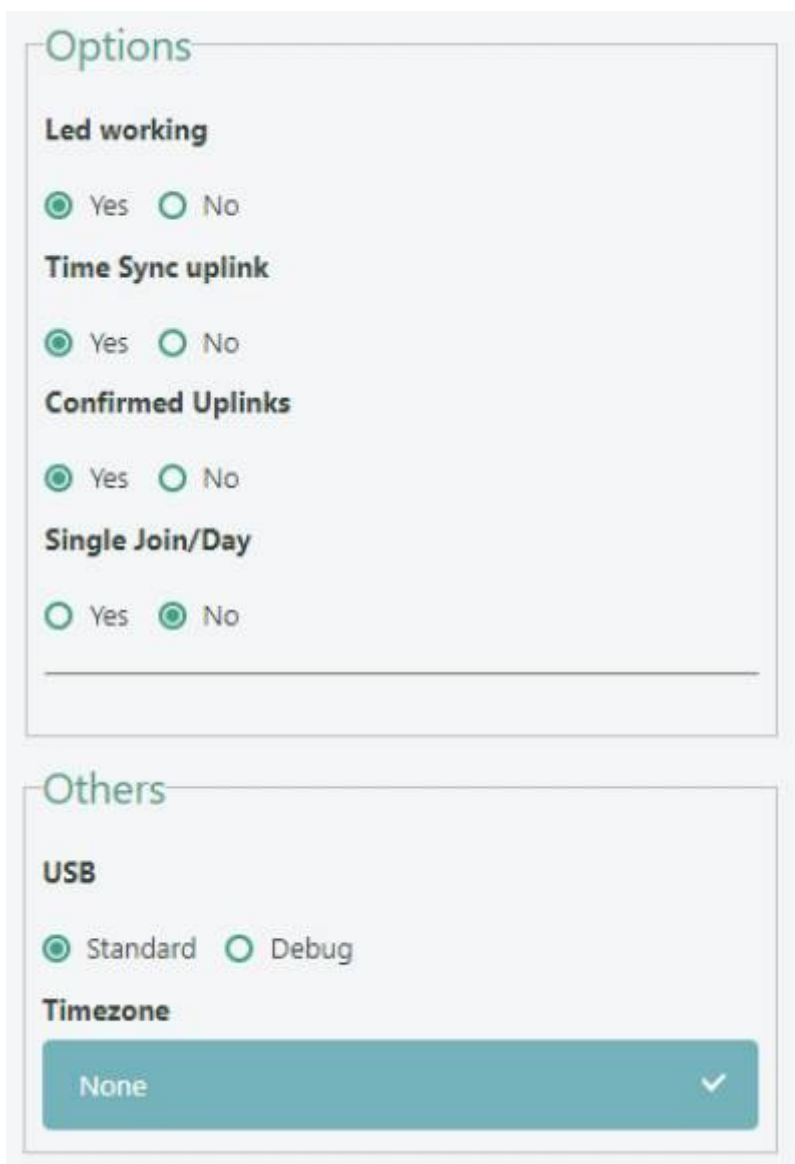 Options
Led working
Yes No
Time Sync uplink
Yes No
Confirmed Uplinks
Yes No
Single Join/Day
Yes No
Others
USB
Standard Debug
Timezone
None